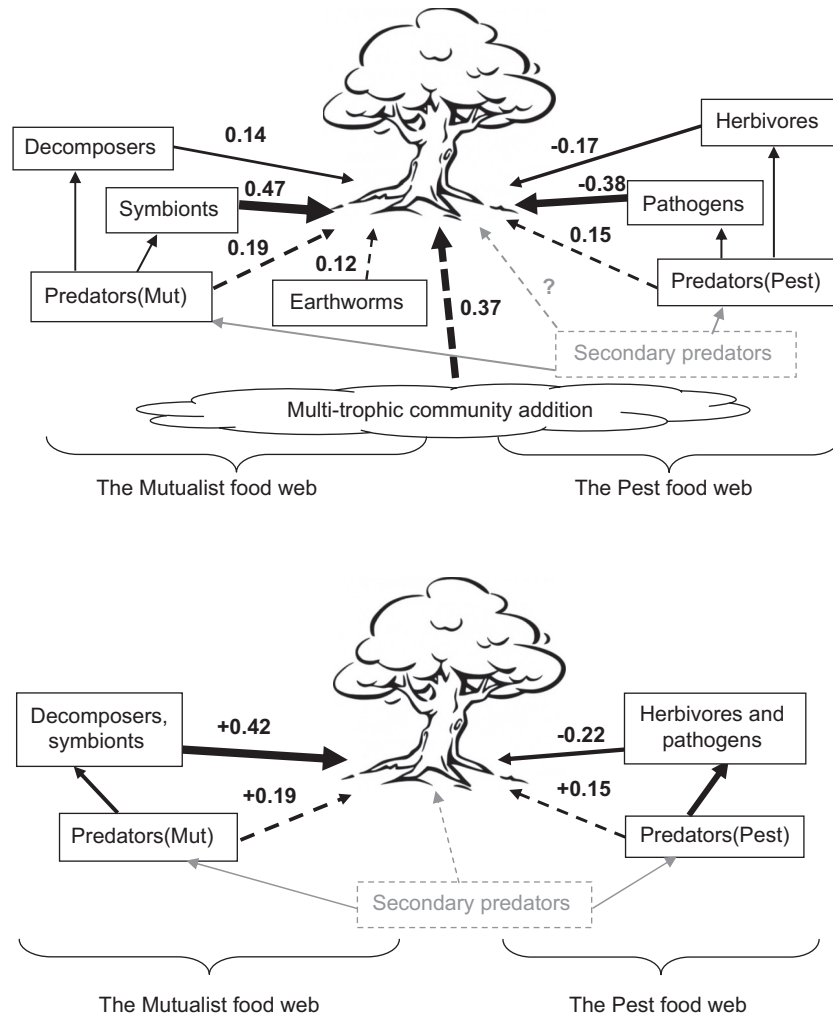 Herbivores
Decomposers
0.14
-0.17
Symbionts
0.47
-0.38
Pathogens
0.19
0.15
Predators(Mut)
0.12
Earthworms
0.37
?
Predators(Pest)
Secondary predators
Multi-trophic community addition
The Mutualist food web
The Pest food web
Decomposers,
symbionts
+0.42
-0.22
Herbivores and
pathogens
+0.19
+0.15
Predators(Mut)
Predators(Pest)
Secondary predators
The Mutualist food web
The Pest food web